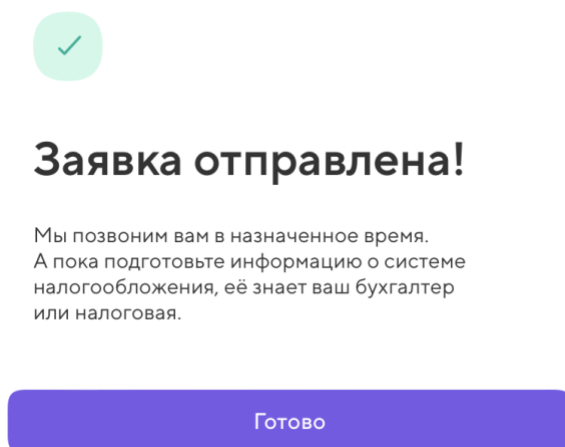 Заявка отправлена!
Мы позвоним вам в назначенное время.
А пока подготовьте информацию о системе
налогообложения, её знает ваш бухгалтер
или налоговая.
Готово